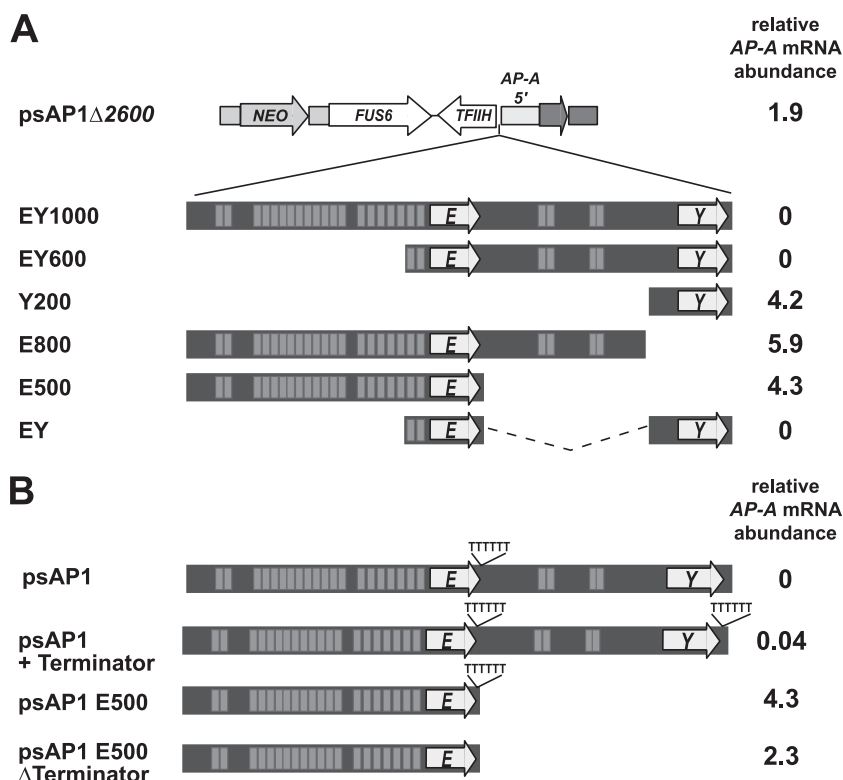 A
relative
AP-A mRNA
abundance
AP-A
5'
psAP1Δ2600
NEO
FUS6
TFIIH
1.9
EY1000
E
Y
0
EY600
E
Y
0
Y200
Y
4.2
E800
E
5.9
E500
E
4.3
EY
E
Y
0
B
relative
AP-A mRNA
abundance
TTTTTT
psAP1
E
Y
0
TTTTTT
TTTTTT
psAP1
+ Terminator
E
Y
0.04
TTTTTT
psAP1 E500
E
4.3
psAP1 E500
ΔTerminator
E
2.3